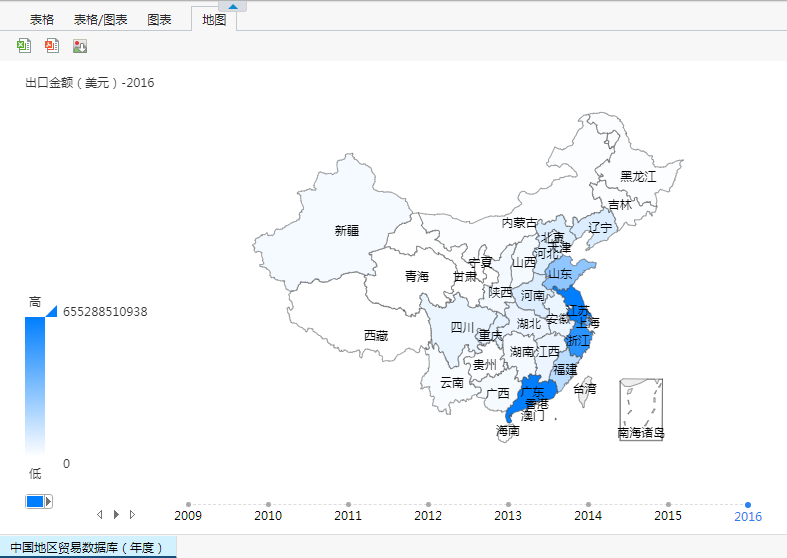 表格 表格/图表 图表 地图
出口金额（美元）-2016
黑龙江
吉林
内蒙古
辽宁
新疆
北京
天津
河北
宁夏
山西
山东
青海
甘肃
陕西
河南
高
655288510938
江苏
安徽
上海
四川
湖北
重庆
西藏
浙江
湖南
江西
贵州
福建
云南
广西
广东
台湾
香港
澳门
海南
南海诸岛
0
低
2009 2010 2011 2012 2013 2014 2015 2016
中国地区贸易数据库（年度）